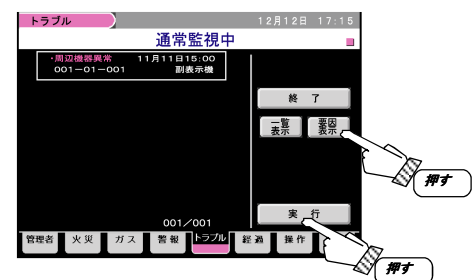 トラブル
12月12日 17:15
通常監視中
・周辺機器異常 11月11日15:00
001-01-001 副表示機
終 了
一覧
表示
要因
表示
押す
実 行
001/001
管理者 火災 ガス 警報 トラブル 経過 操作
押す